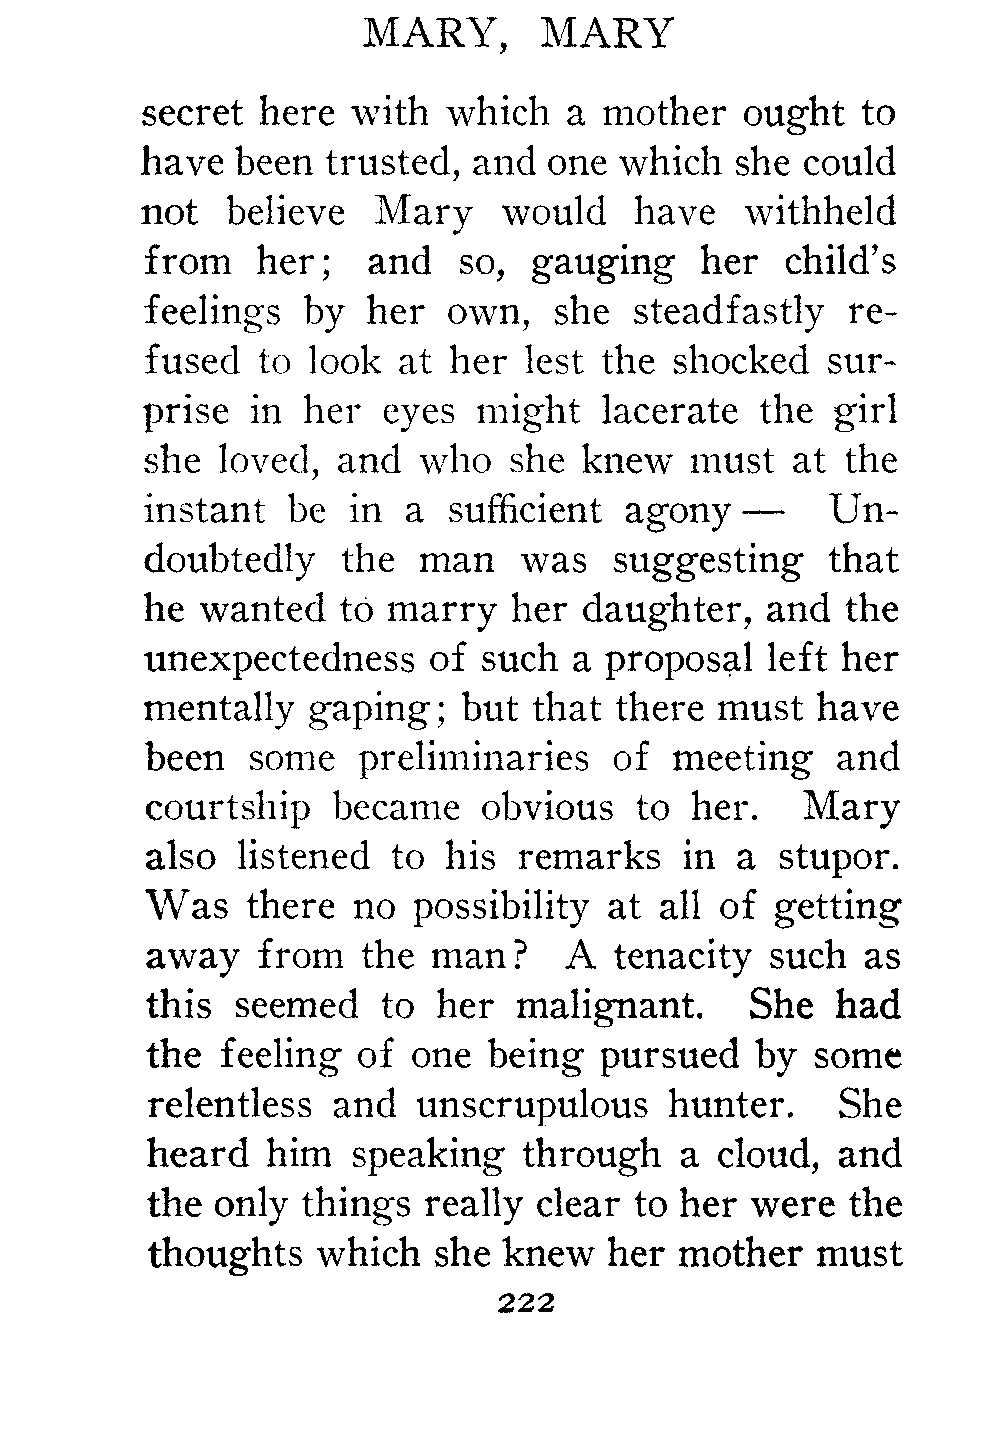 MARY, MARY
secret here with which a mother ought to
have been trusted, and one which she could
not believe Mary would have withheld
from her; and so, gauging her child's
feelings by her own, she steadfastly re-
fused to look at her lest the shocked sur-
prise in her eyes might lacerate the girl
she loved, and who she knew must at the
instant be in a sufficient agony — Un-
doubtedly the man was suggesting that
he wanted to marry her daughter, and the
unexpectedness of such a proposal left her
mentally gaping; but that there must have
been some preliminaries of meeting and
courtship became obvious to her. Mary
also listened to his remarks in a stupor.
Was there no possibility at all of getting
away from the man? A tenacity such as
this seemed to her malignant. She had
the feeling of one being pursued by some
relentless and unscrupulous hunter. She
heard him speaking through a cloud, and
the only things really clear to her were the
thoughts which she knew her mother must
222